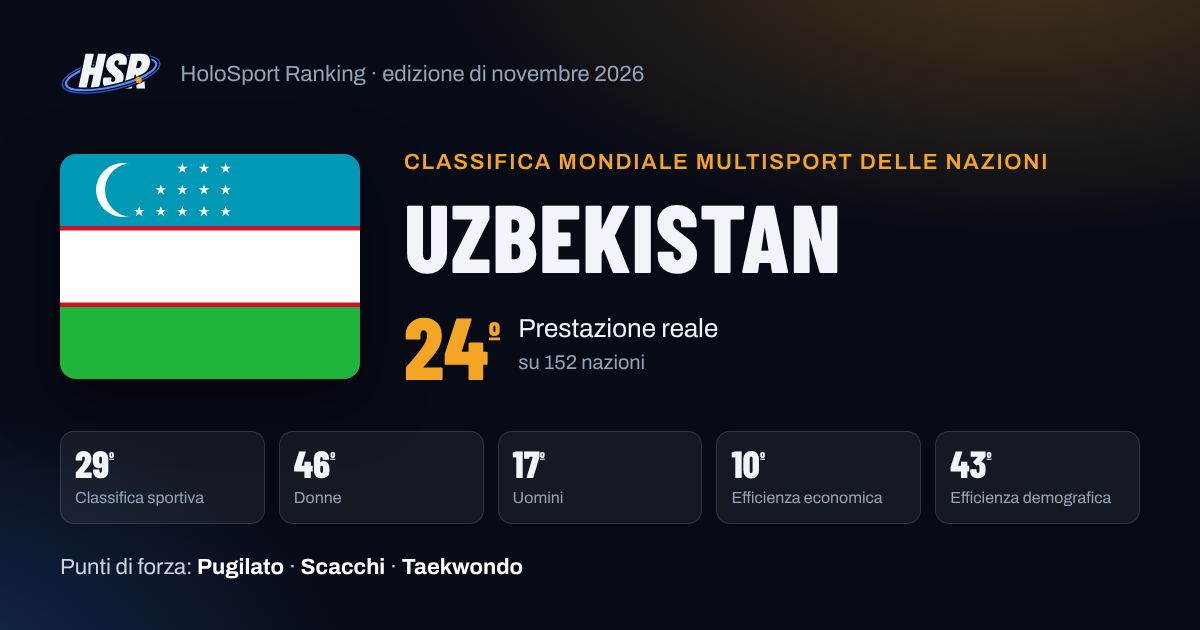 HSR
HoloSport Ranking · edizione di novembre 2026
CLASSIFICA MONDIALE MULTISPORT DELLE NAZIONI
UZBEKISTAN
24º
Prestazione reale
su 152 nazioni
29º
Classifica sportiva
46º
Donne
17º
Uomini
10º
Efficienza economica
43º
Efficienza demografica
Punti di forza: Pugilato · Scacchi · Taekwondo